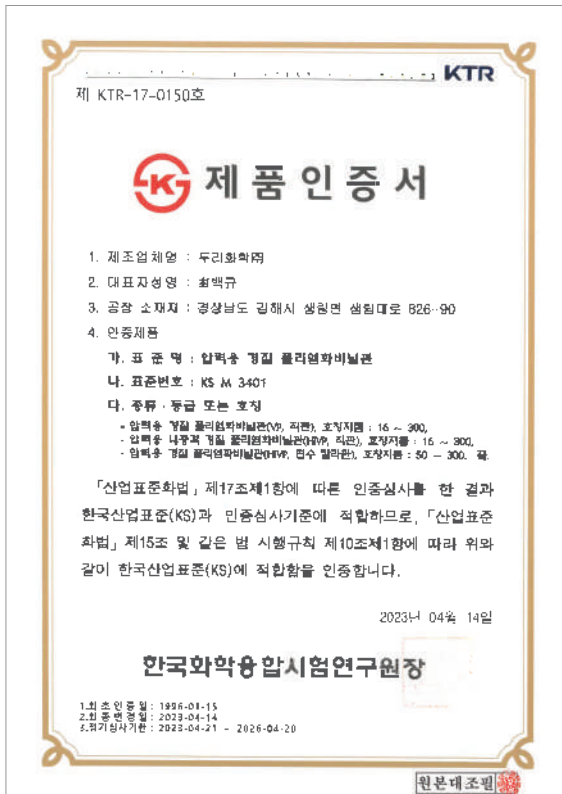 KTR
제 KTR-17-0150호
제품인증서
1. 제조업체명 : 두리화학㈜
2. 대표자성명 : 최백규
3. 공장 소재지 : 경상남도 김해시 생림면 생림대로 826-90
4. 인증제품
가. 표 준 명 : 압력용 경질 폴리염화비닐관
나. 표준번호 : KS M 3401
다. 종류·등급 또는 호칭
- 압력용 경질 폴리염화비닐관(VP, 직관), 호칭지름 : 16 ~ 300,
- 압력용 내충격 경질 폴리염화비닐관(HIVP, 직관), 호칭지름 : 16 ~ 300,
- 압력용 경질 폴리염화비닐관(HIVP, 편수 칼라관), 호칭지름 : 50 ~ 300. 끝.
「산업표준화법」제17조제1항에 따른 인증심사를 한 결과
한국산업표준(KS)과 인증심사기준에 적합하므로, 「산업표준
화법」제15조 및 같은 법 시행규칙 제10조제1항에 따라 위와
같이 한국산업표준(KS)에 적합함을 인증합니다.
2023년 04월 14일
한국화학융합시험연구원장
1.최초인증일 : 1996-01-15
2.최종변경일 : 2023-04-14
3.정기심사기한 : 2023-04-21 ~ 2026-04-20
원본대조필